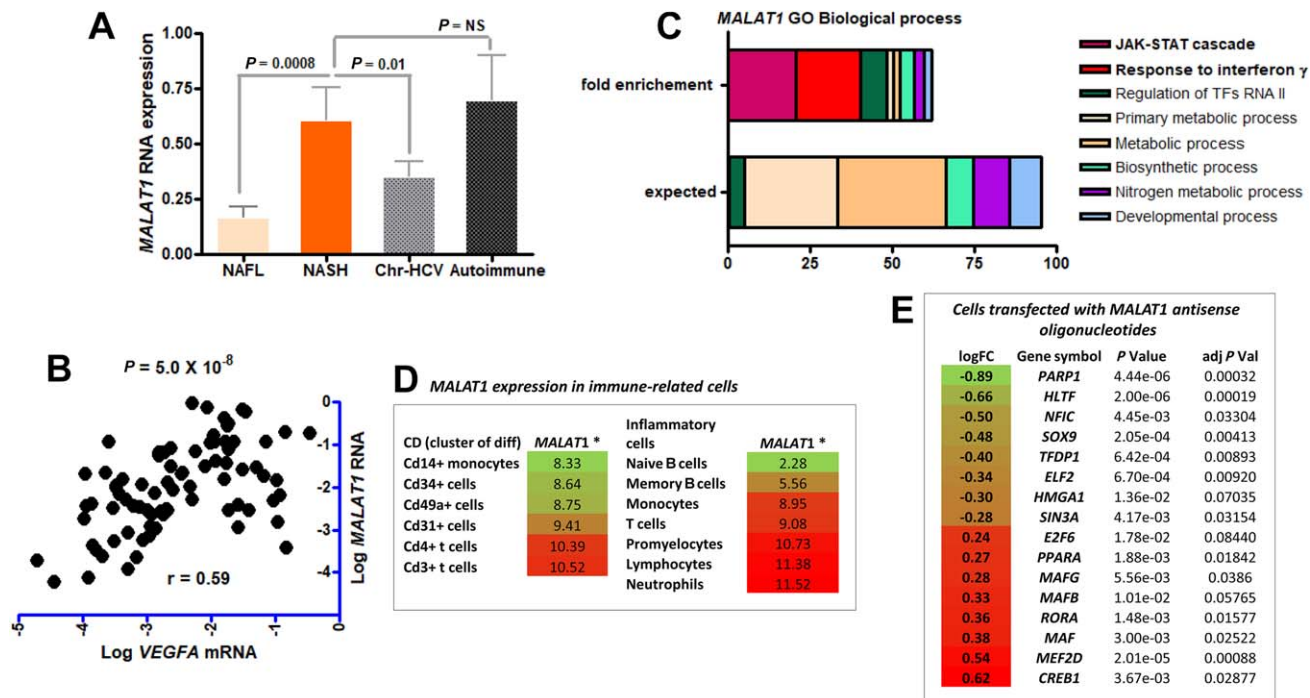 A
MALAT1 RNA expression
1.00
0.75
0.50
0.25
0.00
P = NS
P = 0.0008
P = 0.01
NAFL NASH Chr-HCV Autoimmune
C
MALAT1 GO Biological process
fold enrichment
expected
0 25 50 75 100
JAK-STAT cascade
Response to interferon γ
Regulation of TFs RNA II
Primary metabolic process
Metabolic process
Biosynthetic process
Nitrogen metabolic process
Developmental process
B
P = 5.0 X 10-8
r = 0.59
0
-1
-2
-3
-4
Log MALAT1 RNA
-5 -4 -3 -2 -1 0
Log VEGFA mRNA
D
MALAT1 expression in immune-related cells
CD (cluster of diff) MALAT1 *
Cd14+ monocytes 8.33
Cd34+ cells 8.64
Cd49a+ cells 8.75
Cd31+ cells 9.41
Cd4+ t cells 10.39
Cd3+ t cells 10.52
Inflammatory
cells MALAT1 *
Naive B cells 2.28
Memory B cells 5.56
Monocytes 8.95
T cells 9.08
Promyelocytes 10.73
Lymphocytes 11.38
Neutrophils 11.52
E
Cells transfected with MALAT1 antisense
oligonucleotides
logFC Gene symbol P Value adj P Val
-0.89 PARP1 4.44e-06 0.00032
-0.66 HLTF 2.00e-06 0.00019
-0.50 NFIC 4.45e-03 0.03304
-0.48 SOX9 2.05e-04 0.00413
-0.40 TFDP1 6.42e-04 0.00893
-0.34 ELF2 6.70e-04 0.00920
-0.30 HMGA1 1.36e-02 0.07035
-0.28 SIN3A 4.17e-03 0.03154
0.24 E2F6 1.78e-02 0.08440
0.27 PPARA 1.88e-03 0.01842
0.28 MAFG 5.56e-03 0.0386
0.33 MAFB 1.01e-02 0.05765
0.36 RORA 1.48e-03 0.01577
0.38 MAF 3.00e-03 0.02522
0.54 MEF2D 2.01e-05 0.00088
0.62 CREB1 3.67e-03 0.02877